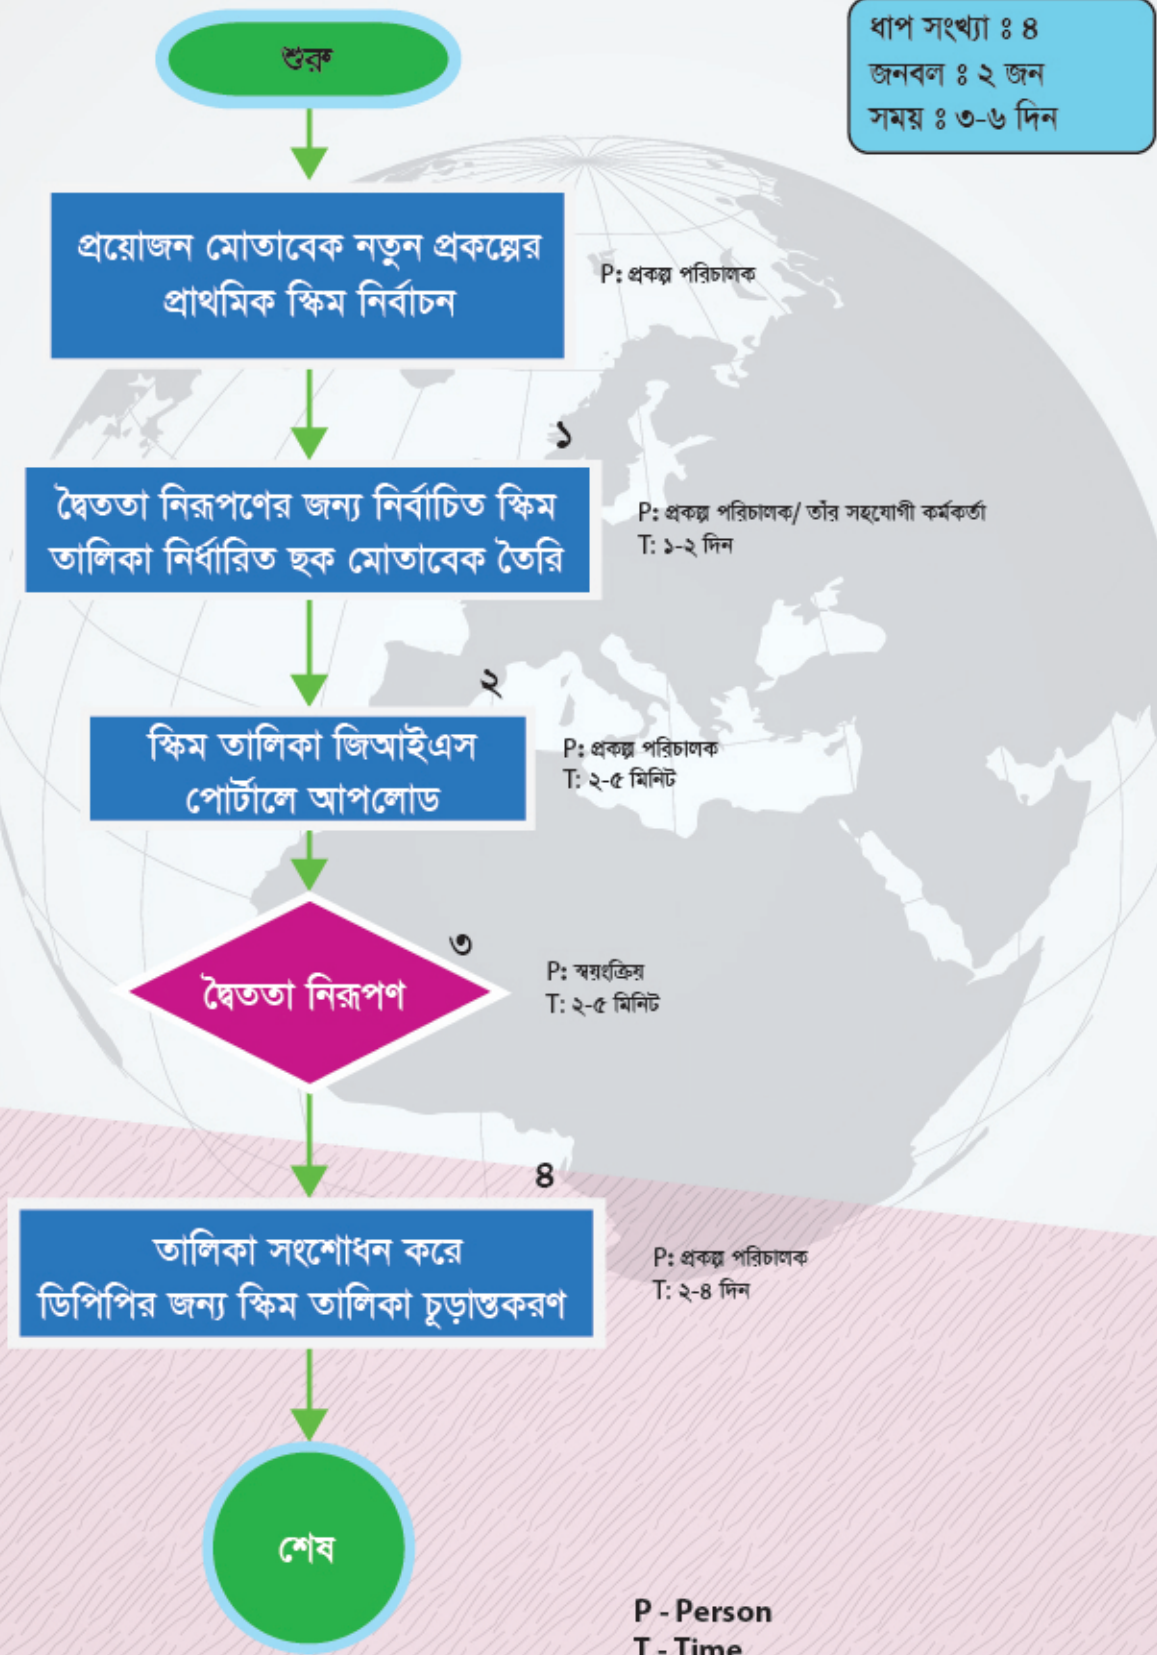 ধাপ সংখ্যা ঃ ৪
জনবল ঃ ২ জন
সময় ঃ ৩-৬ দিন
শুরু
প্রয়োজন মোতাবেক নতুন প্রকল্পের
প্রাথমিক স্কিম নির্বাচন
P: প্রকল্প পরিচালক
১
দ্বৈততা নিরূপণের জন্য নির্বাচিত স্কিম
তালিকা নির্ধারিত ছক মোতাবেক তৈরি
P: প্রকল্প পরিচালক/ তাঁর সহযোগী কর্মকর্তা
T: ১-২ দিন
২
স্কিম তালিকা জিআইএস
পোর্টালে আপলোড
P: প্রকল্প পরিচালক
T: ২-৫ মিনিট
৩
দ্বৈততা নিরূপণ
P: স্বয়ংক্রিয়
T: ২-৫ মিনিট
৪
তালিকা সংশোধন করে
ডিপিপির জন্য স্কিম তালিকা চূড়ান্তকরণ
P: প্রকল্প পরিচালক
T: ২-৪ দিন
শেষ
P - Person
T - Time